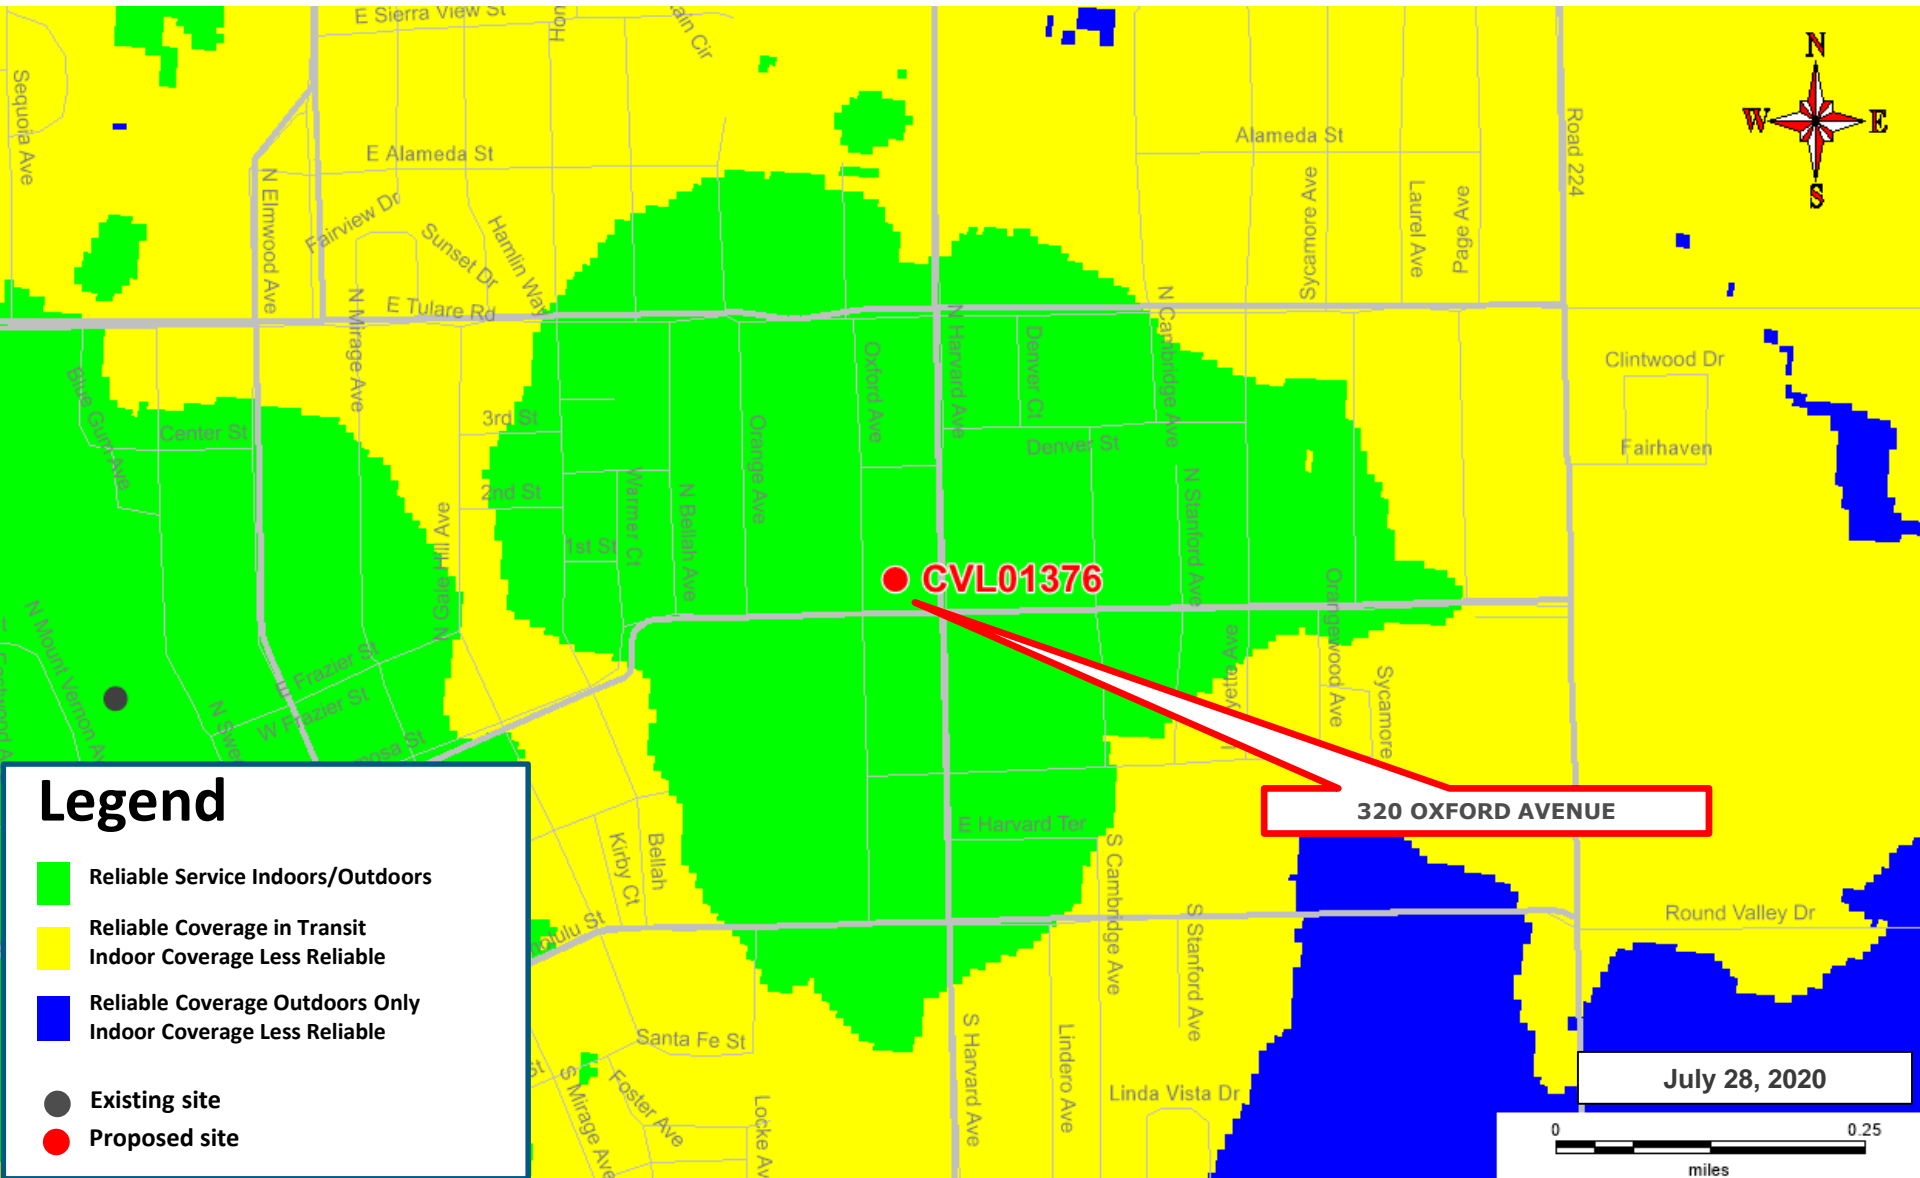 E Sierra View St
Sequoia Ave
N
W
E
S
Road 224
Alameda St
E Alameda St
N Elmwood Ave
Fairview Dr
Sunset Dr
Hamlin Way
Sycamore Ave
Laurel Ave
Page Ave
E Tulare Rd
N Mirage Ave
N Harvard Ave
N Cambridge Ave
Denver Ct
Oxford Ave
Clintwood Dr
Blue Gum Ave
Center St
3rd St
Orange Ave
Denver St
Fairhaven
2nd St
Warmer Ct
N Bellah Ave
N Stanford Ave
N Gale Hill Ave
1st St
CVL01376
Orangewood Ave
N Mount Vernon Av
Frazier St
W Frazier St
Sycamore
320 OXFORD AVENUE
E Harvard Ter
Kirby Ct
Bellah
S Cambridge Ave
S Stanford Ave
Round Valley Dr
Santa Fe St
S Harvard Ave
Lindero Ave
S Mirage Ave
Foster Ave
Locke Av
Linda Vista Dr
Legend
Reliable Service Indoors/Outdoors
Reliable Coverage in Transit
Indoor Coverage Less Reliable
Reliable Coverage Outdoors Only
Indoor Coverage Less Reliable
Existing site
Proposed site
July 28, 2020
0 0.25
miles